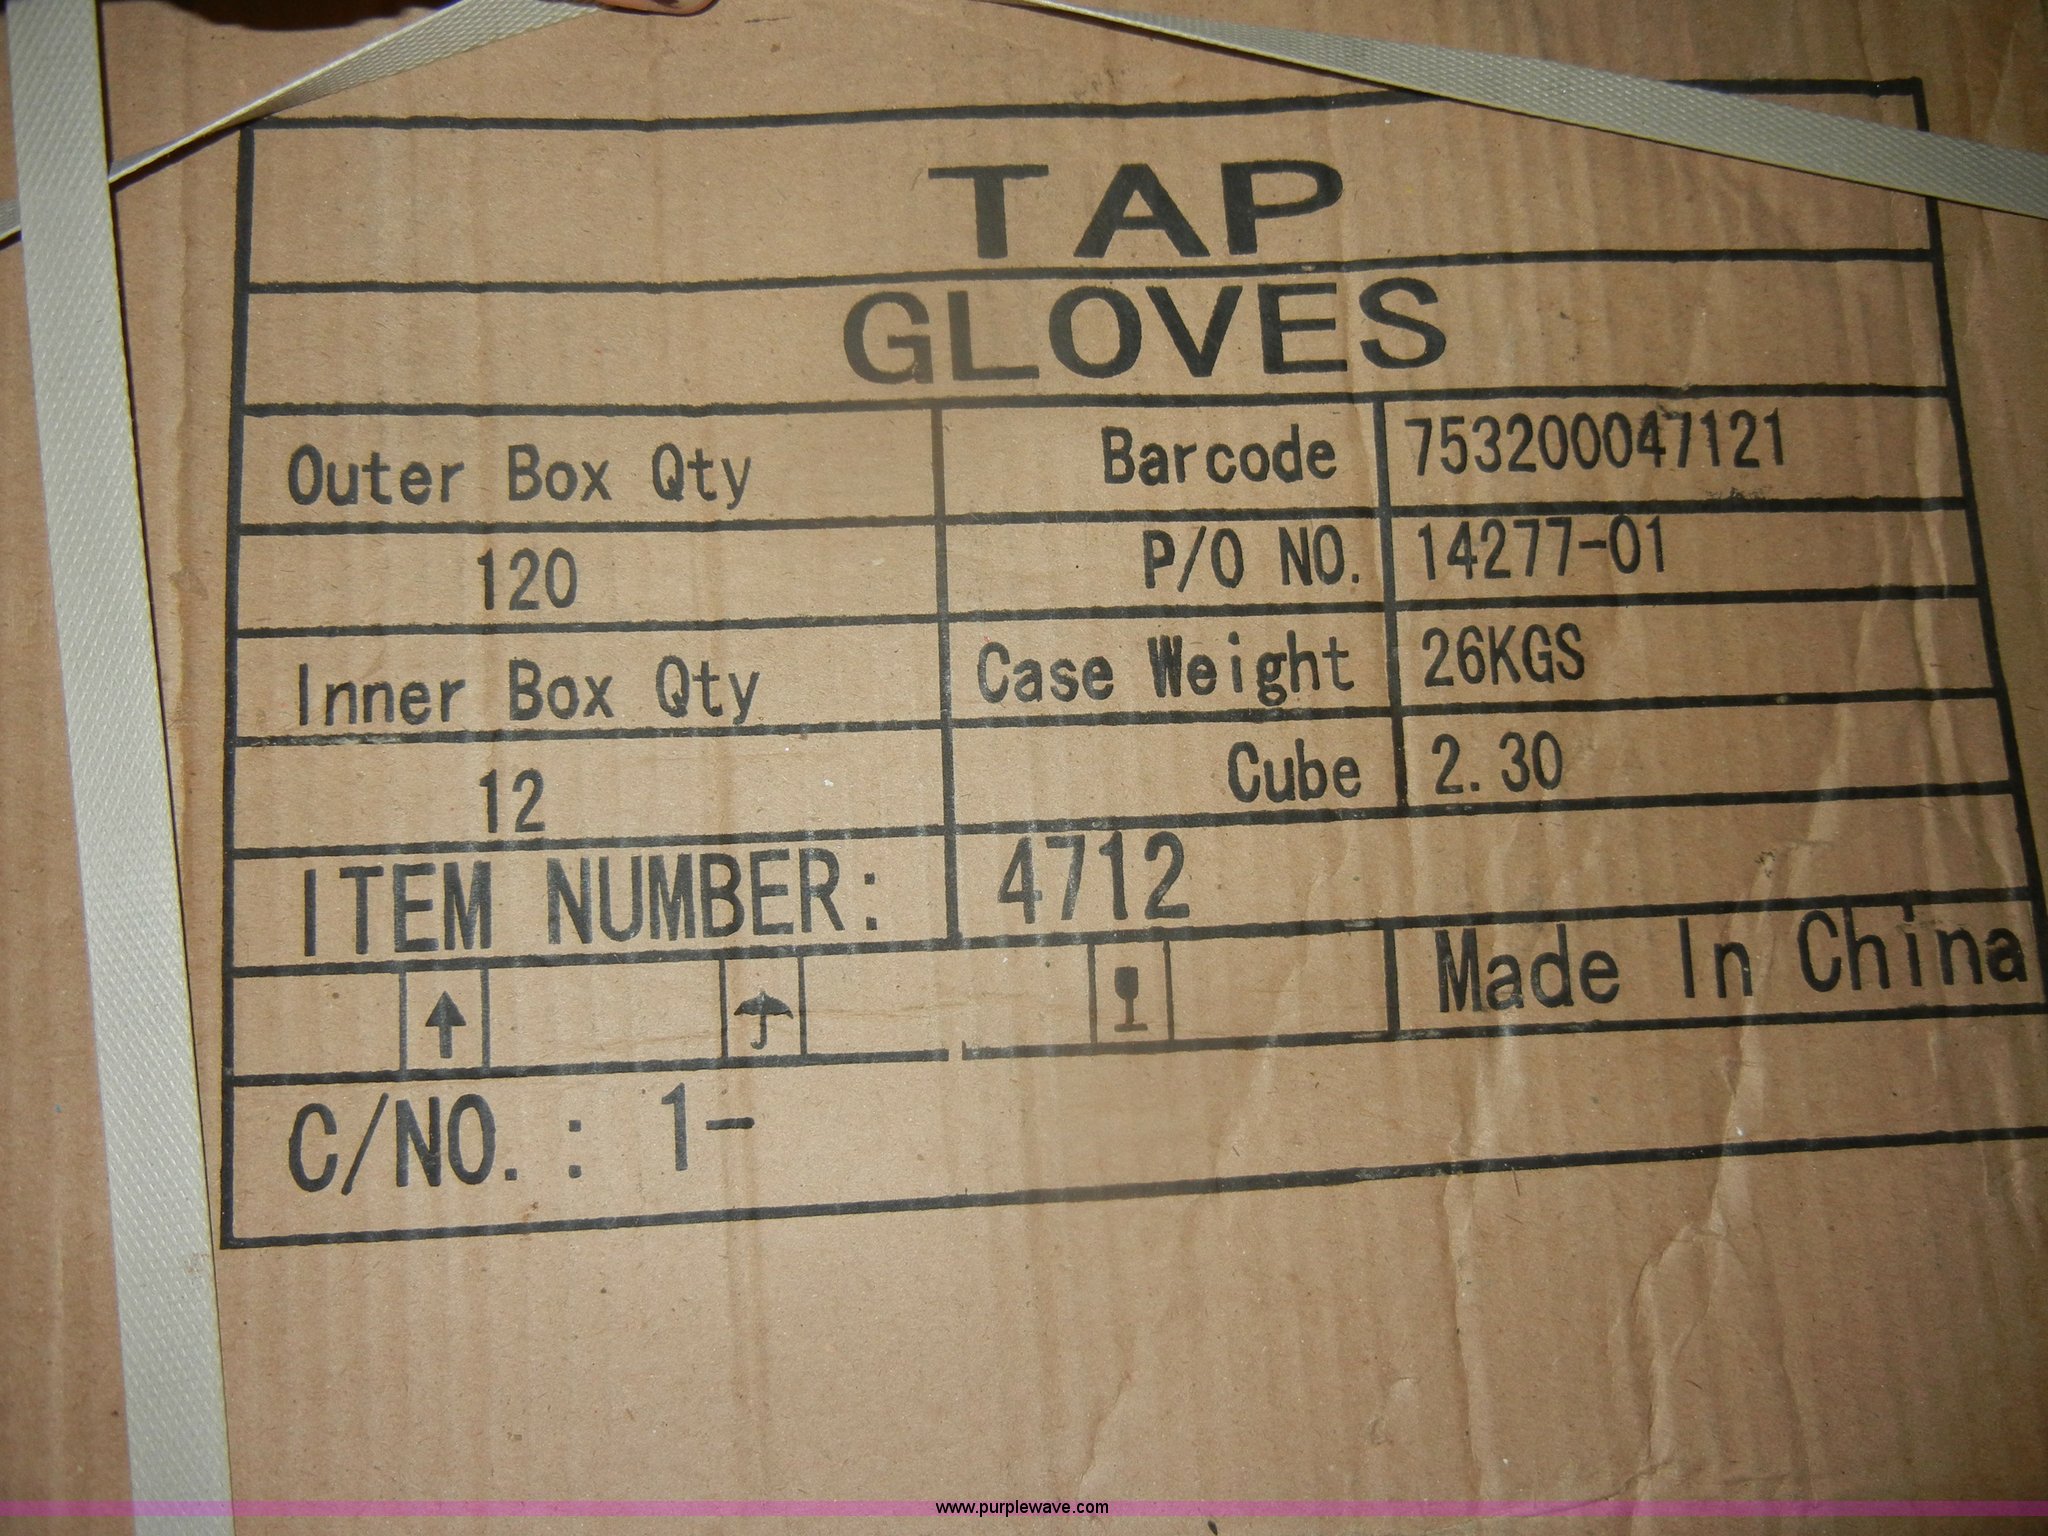 TAP
GLOVES
Outer Box Qty Barcode 753200047121
120 P/O NO. 14277-01
Inner Box Qty Case Weight 26KGS
12 Cube 2.30
ITEM NUMBER: 4712
Made In China
C/NO.: 1-
www.purplewave.com